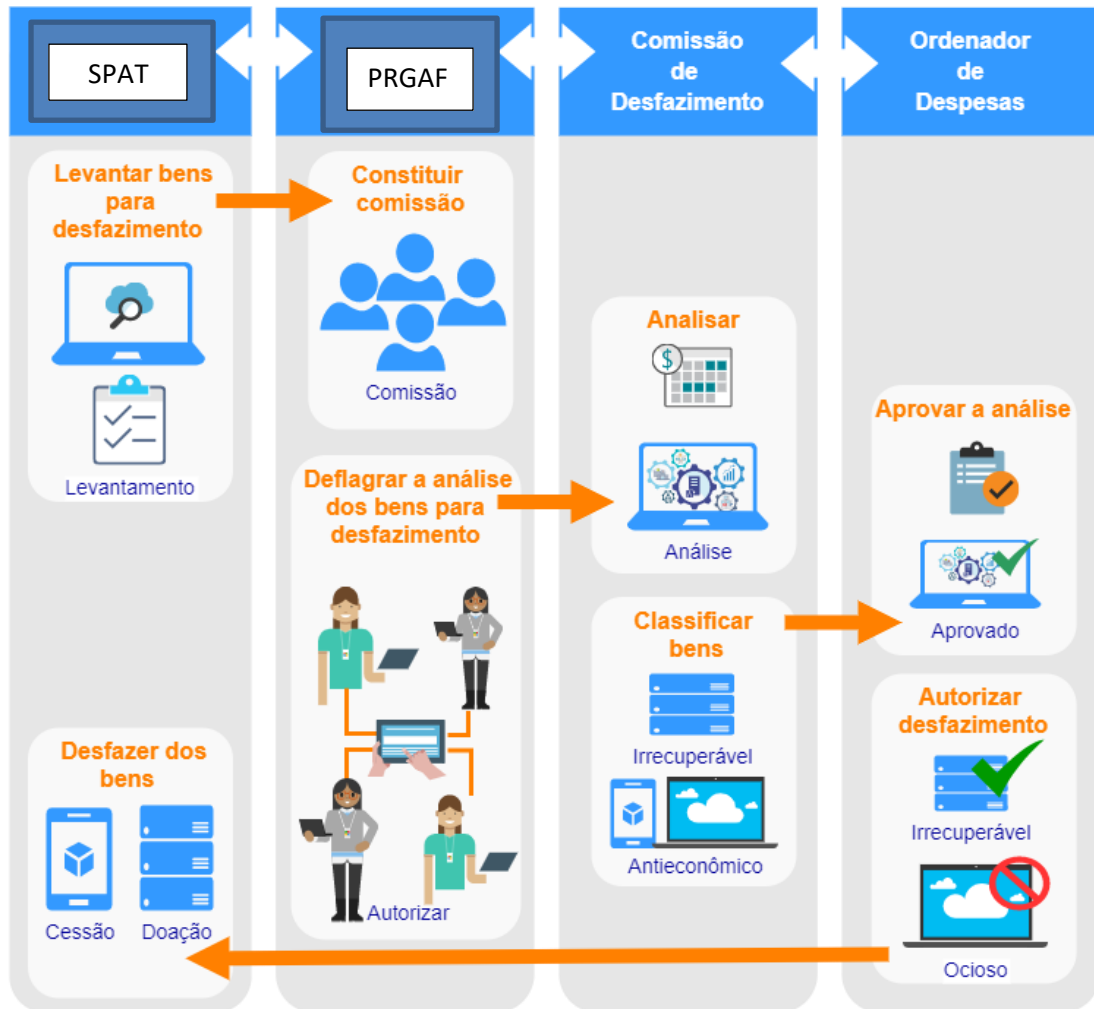 SPAT
PRGAF
Comissão
de
Desfazimento
Ordenador
de
Despesas
Levantar bens
para
desfazimento
Levantamento
Desfazer dos
bens
Cessão
Doação
Constituir
comissão
Comissão
Deflagrar a análise
dos bens para
desfazimento
Autorizar
Analisar
$
Análise
Classificar
bens
Irrecuperável
Antieconômico
Aprovar a análise
Aprovado
Autorizar
desfazimento
Irrecuperável
Ocioso